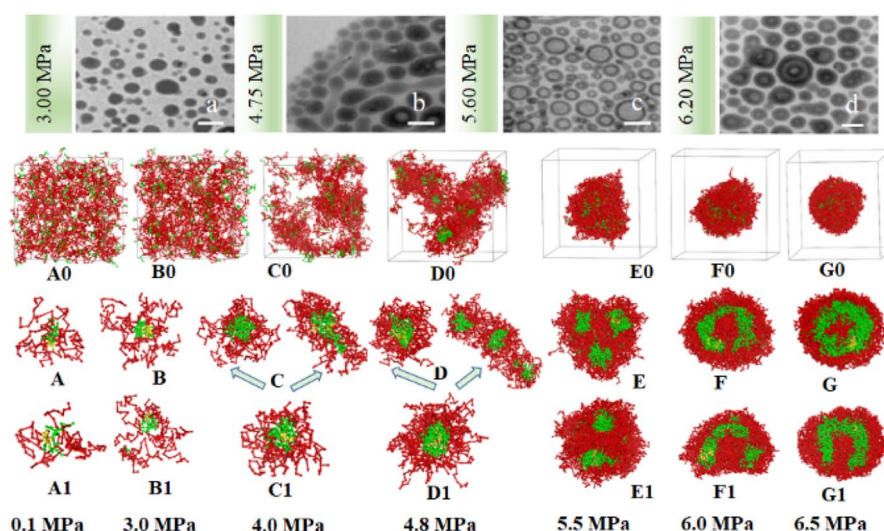 3.00 MPa
a
4.75 MPa
b
5.60 MPa
c
6.20 MPa
d
A0 B0 C0 D0 E0 F0 G0
A B C D E F G
A1 B1 C1 D1 E1 F1 G1
0.1 MPa 3.0 MPa 4.0 MPa 4.8 MPa 5.5 MPa 6.0 MPa 6.5 MPa